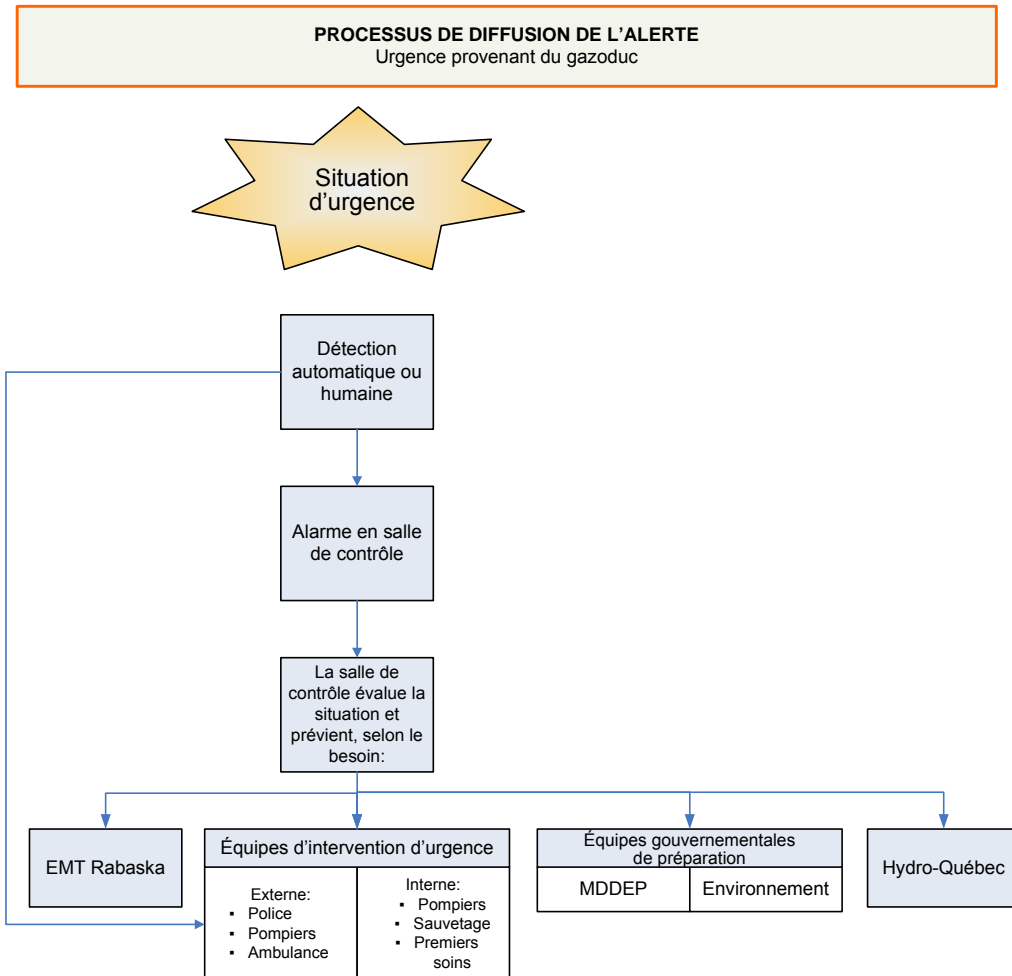 PROCESSUS DE DIFFUSION DE L’ALERTE
Urgence provenant du gazoduc
Situation
d’urgence
Détection
automatique ou
humaine
Alarme en salle
de contrôle
La salle de
contrôle évalue la
situation et
prévient, selon le
besoin:
EMT Rabaska
Équipes d’intervention d’urgence
Externe:
▪ Police
▪ Pompiers
▪ Ambulance
Interne:
▪ Pompiers
▪ Sauvetage
▪ Premiers
soins
Équipes gouvernementales
de préparation
MDDEP
Environnement
Hydro-Québec